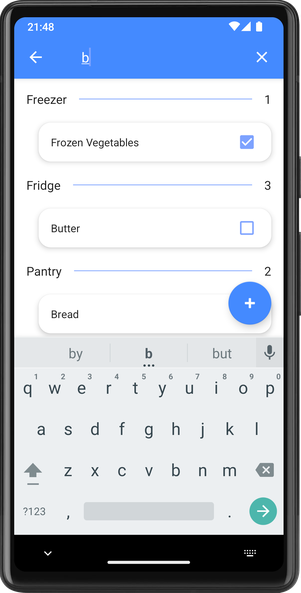 21:48
b
Freezer 1
Frozen Vegetables
Fridge 3
Butter
Pantry 2
Bread
by b but
1 2 3 4 5 6 7 8 9 0
q w e r t y u i o p
a s d f g h j k l
z x c v b n m
?123 , .